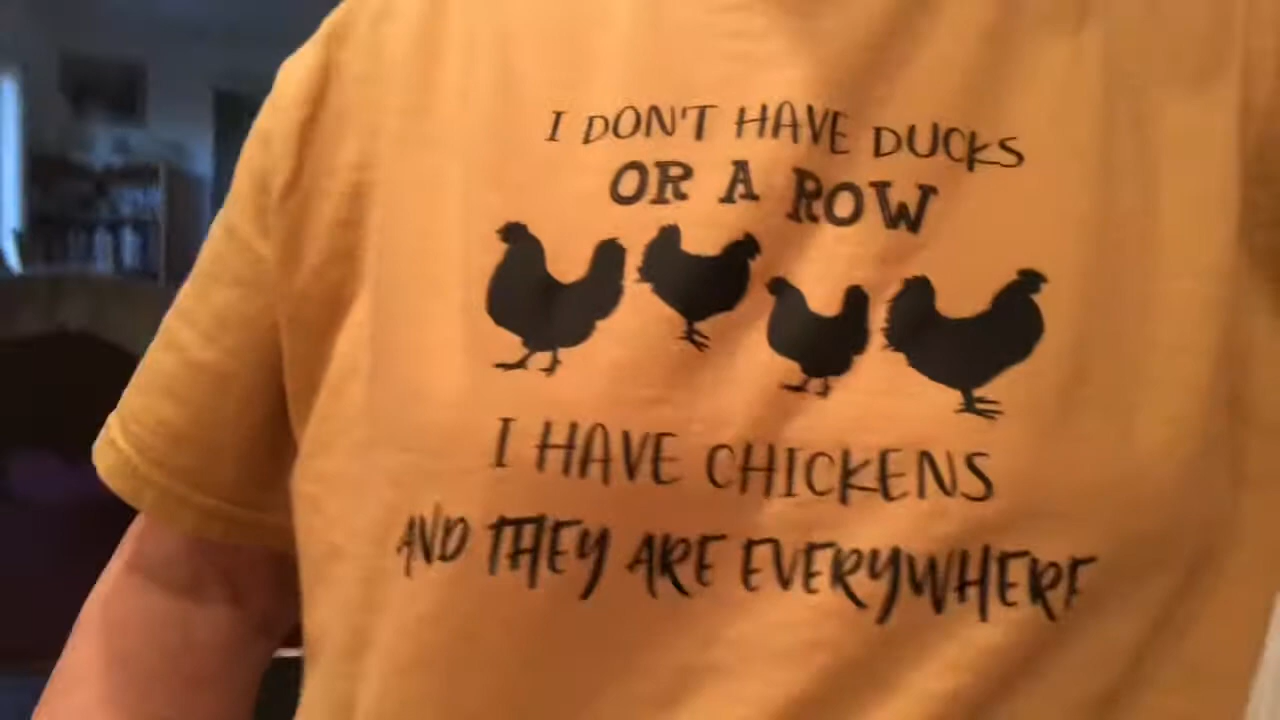 I DON'T HAVE DUCKS
OR A ROW
I HAVE CHICKENS
AND THEY ARE EVERYWHERE